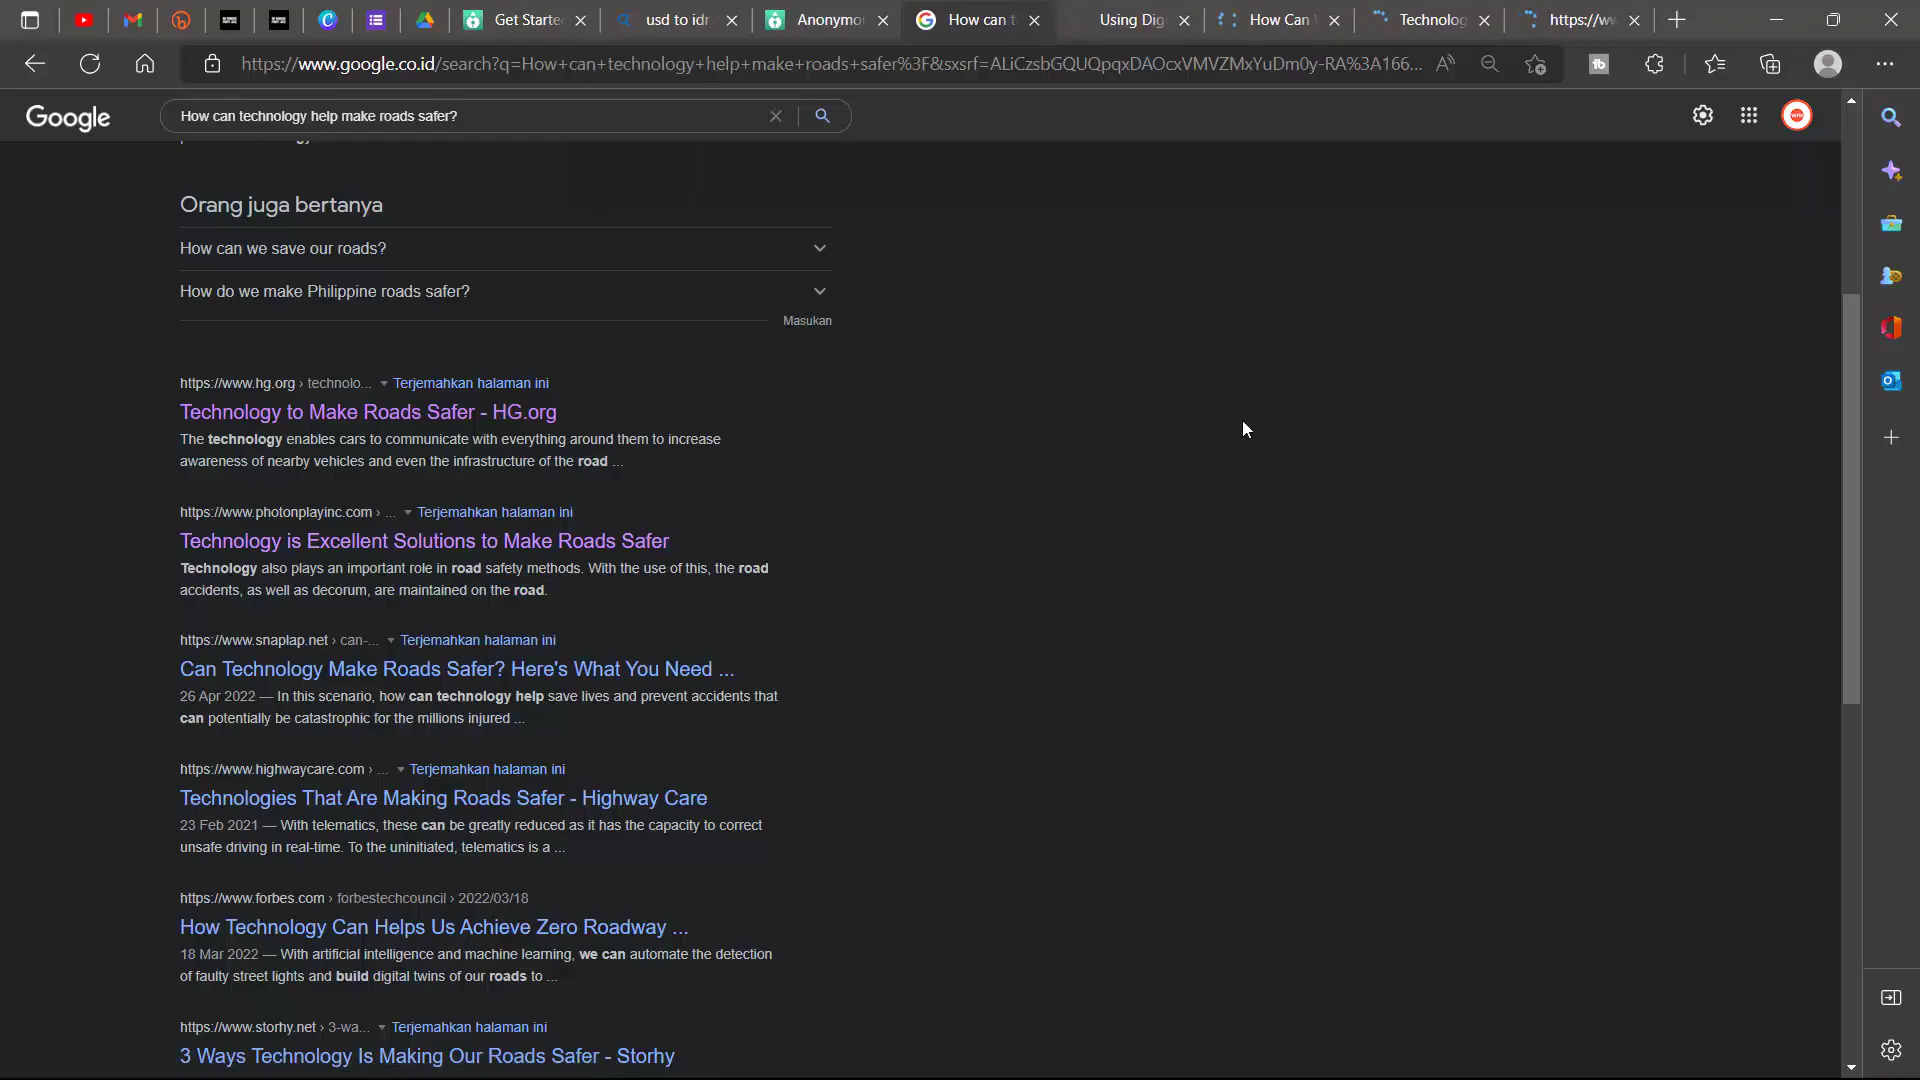 Get Starte
usd to idr
Anonymo
How can t
Using Dig
How Can
Technolog
https://ww
https://www.google.co.id/search?q=How+can+technology+help+make+roads+safer%3F&sxsrf=ALiCzsbGQUQpqxDAOcxVMVZMxYuDm0y-RA%3A166...
Google
How can technology help make roads safer?
Orang juga bertanya
How can we save our roads?
How do we make Philippine roads safer?
Masukan
https://www.hg.org › technolo... Terjemahkan halaman ini
Technology to Make Roads Safer - HG.org
The technology enables cars to communicate with everything around them to increase
awareness of nearby vehicles and even the infrastructure of the road ...
https://www.photonplayinc.com › ... Terjemahkan halaman ini
Technology is Excellent Solutions to Make Roads Safer
Technology also plays an important role in road safety methods. With the use of this, the road
accidents, as well as decorum, are maintained on the road.
https://www.snaplap.net › can-... Terjemahkan halaman ini
Can Technology Make Roads Safer? Here's What You Need ...
26 Apr 2022 — In this scenario, how can technology help save lives and prevent accidents that
can potentially be catastrophic for the millions injured ...
https://www.highwaycare.com › ... Terjemahkan halaman ini
Technologies That Are Making Roads Safer - Highway Care
23 Feb 2021 — With telematics, these can be greatly reduced as it has the capacity to correct
unsafe driving in real-time. To the uninitiated, telematics is a ...
https://www.forbes.com › forbestechcouncil › 2022/03/18
How Technology Can Helps Us Achieve Zero Roadway ...
18 Mar 2022 — With artificial intelligence and machine learning, we can automate the detection
of faulty street lights and build digital twins of our roads to ...
https://www.storhy.net › 3-wa... Terjemahkan halaman ini
3 Ways Technology Is Making Our Roads Safer - Storhy